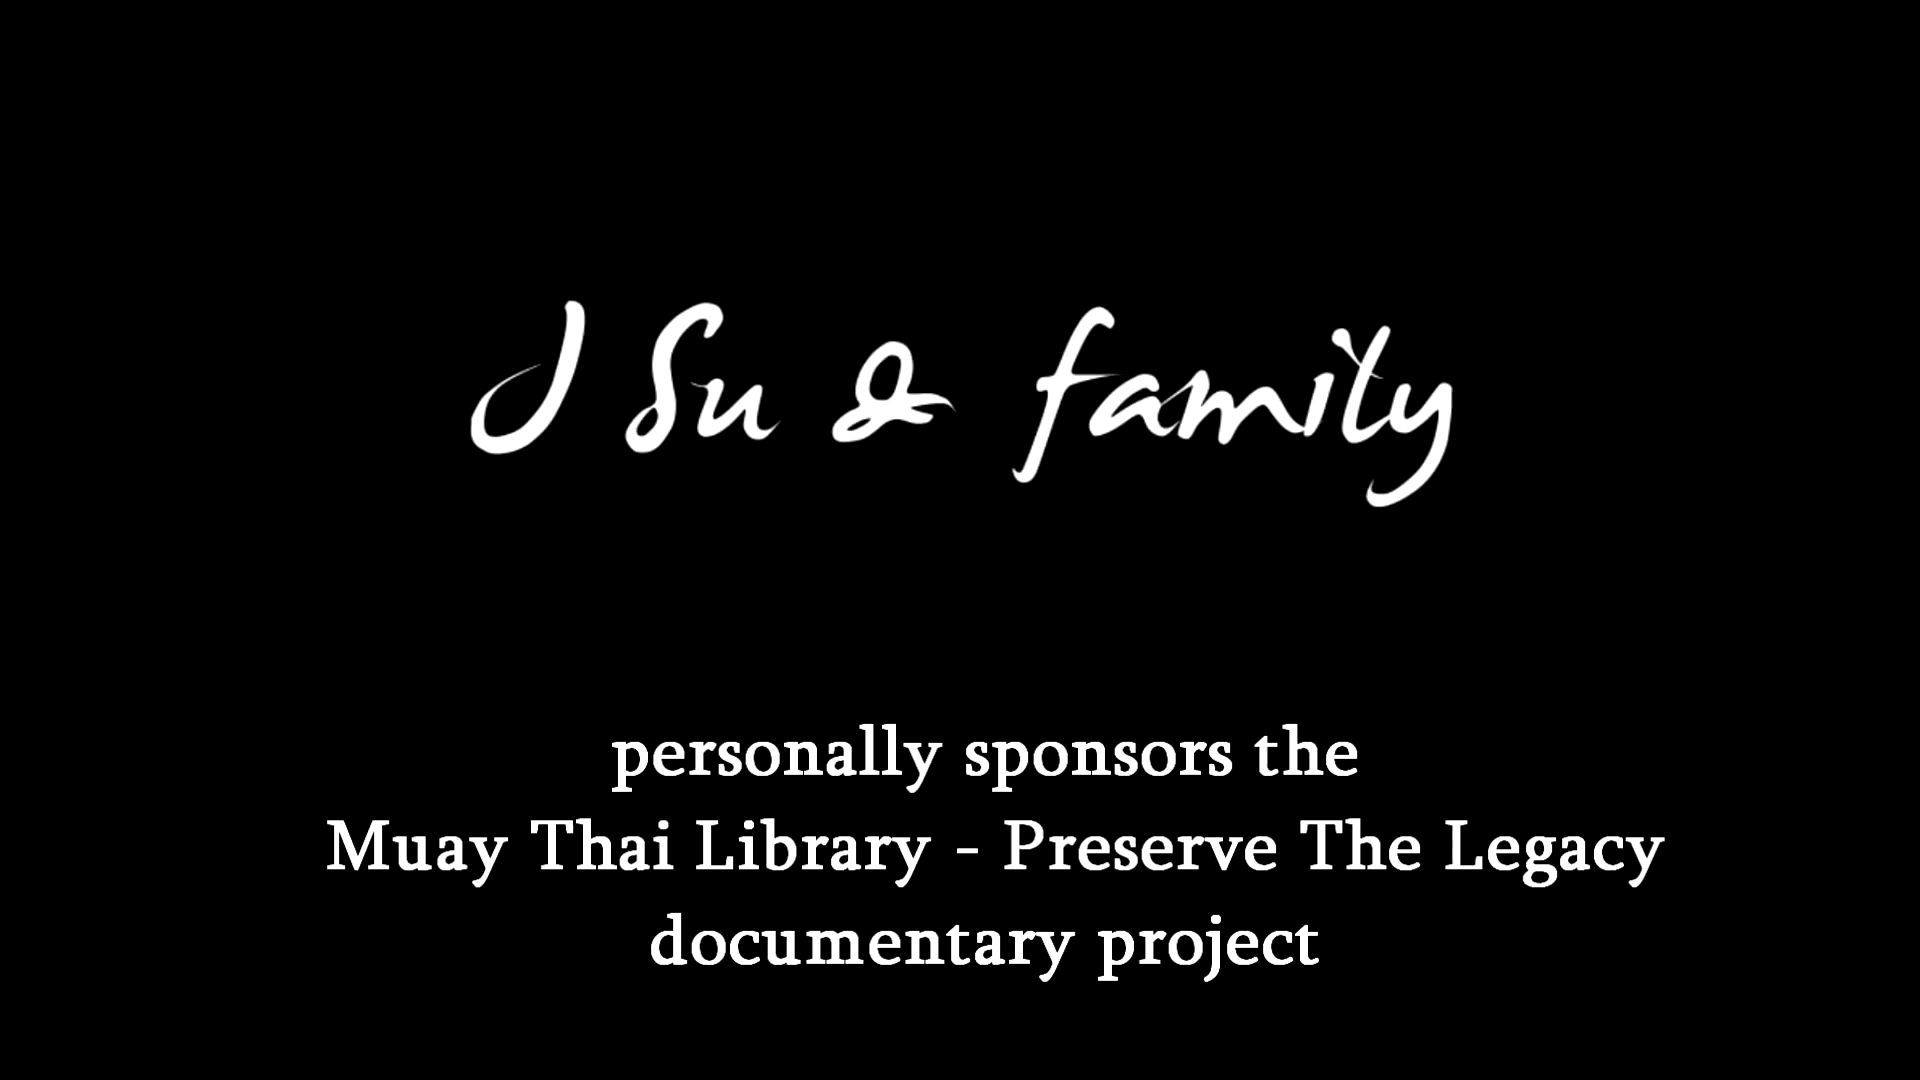 J Su & family
personally sponsors the
Muay Thai Library - Preserve The Legacy
documentary project